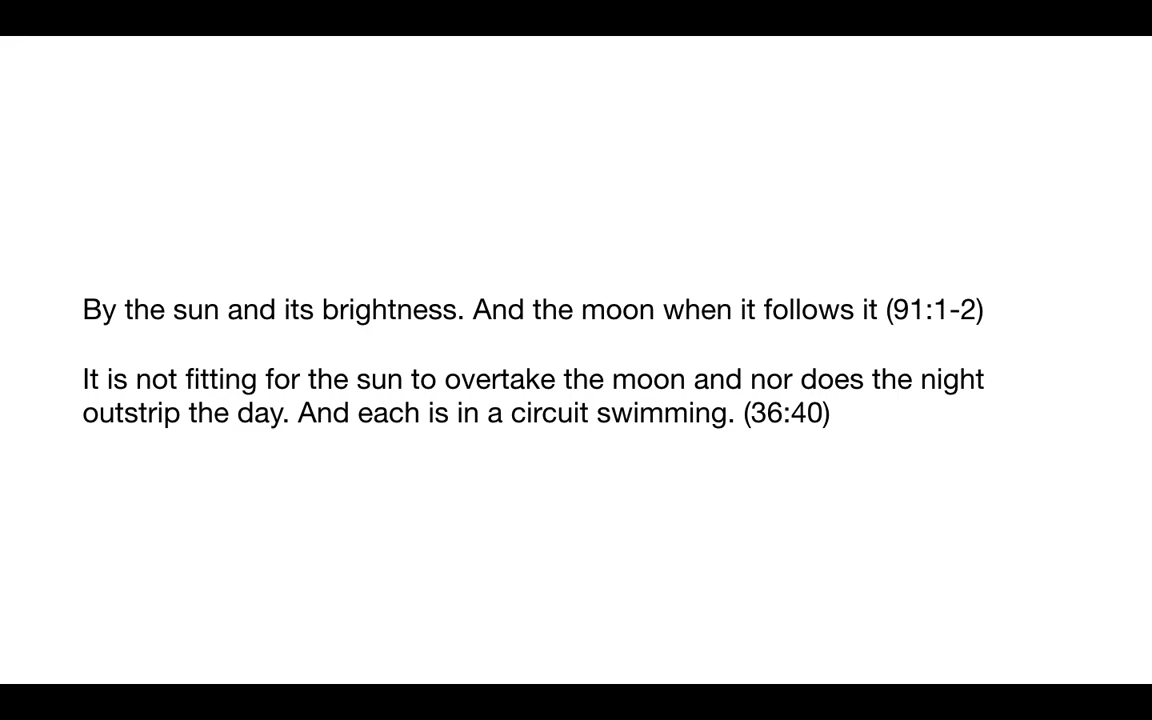 By the sun and its brightness. And the moon when it follows it (91:1-2)
It is not fitting for the sun to overtake the moon and nor does the night
outstrip the day. And each is in a circuit swimming. (36:40)